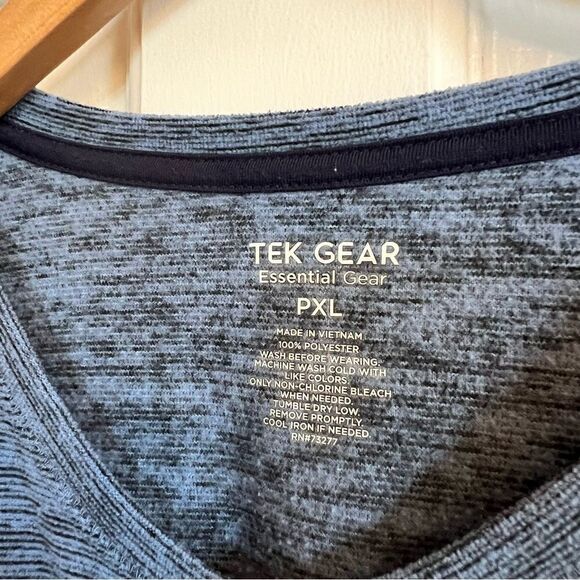 TEK GEAR
Essential Gear
PXL
MADE IN VIETNAM
100% POLYESTER
WASH BEFORE WEARING.
MACHINE WASH COLD WITH
LIKE COLORS.
ONLY NON-CHLORINE BLEACH
WHEN NEEDED.
TUMBLE DRY LOW.
REMOVE PROMPTLY.
COOL IRON IF NEEDED.
RN#73277